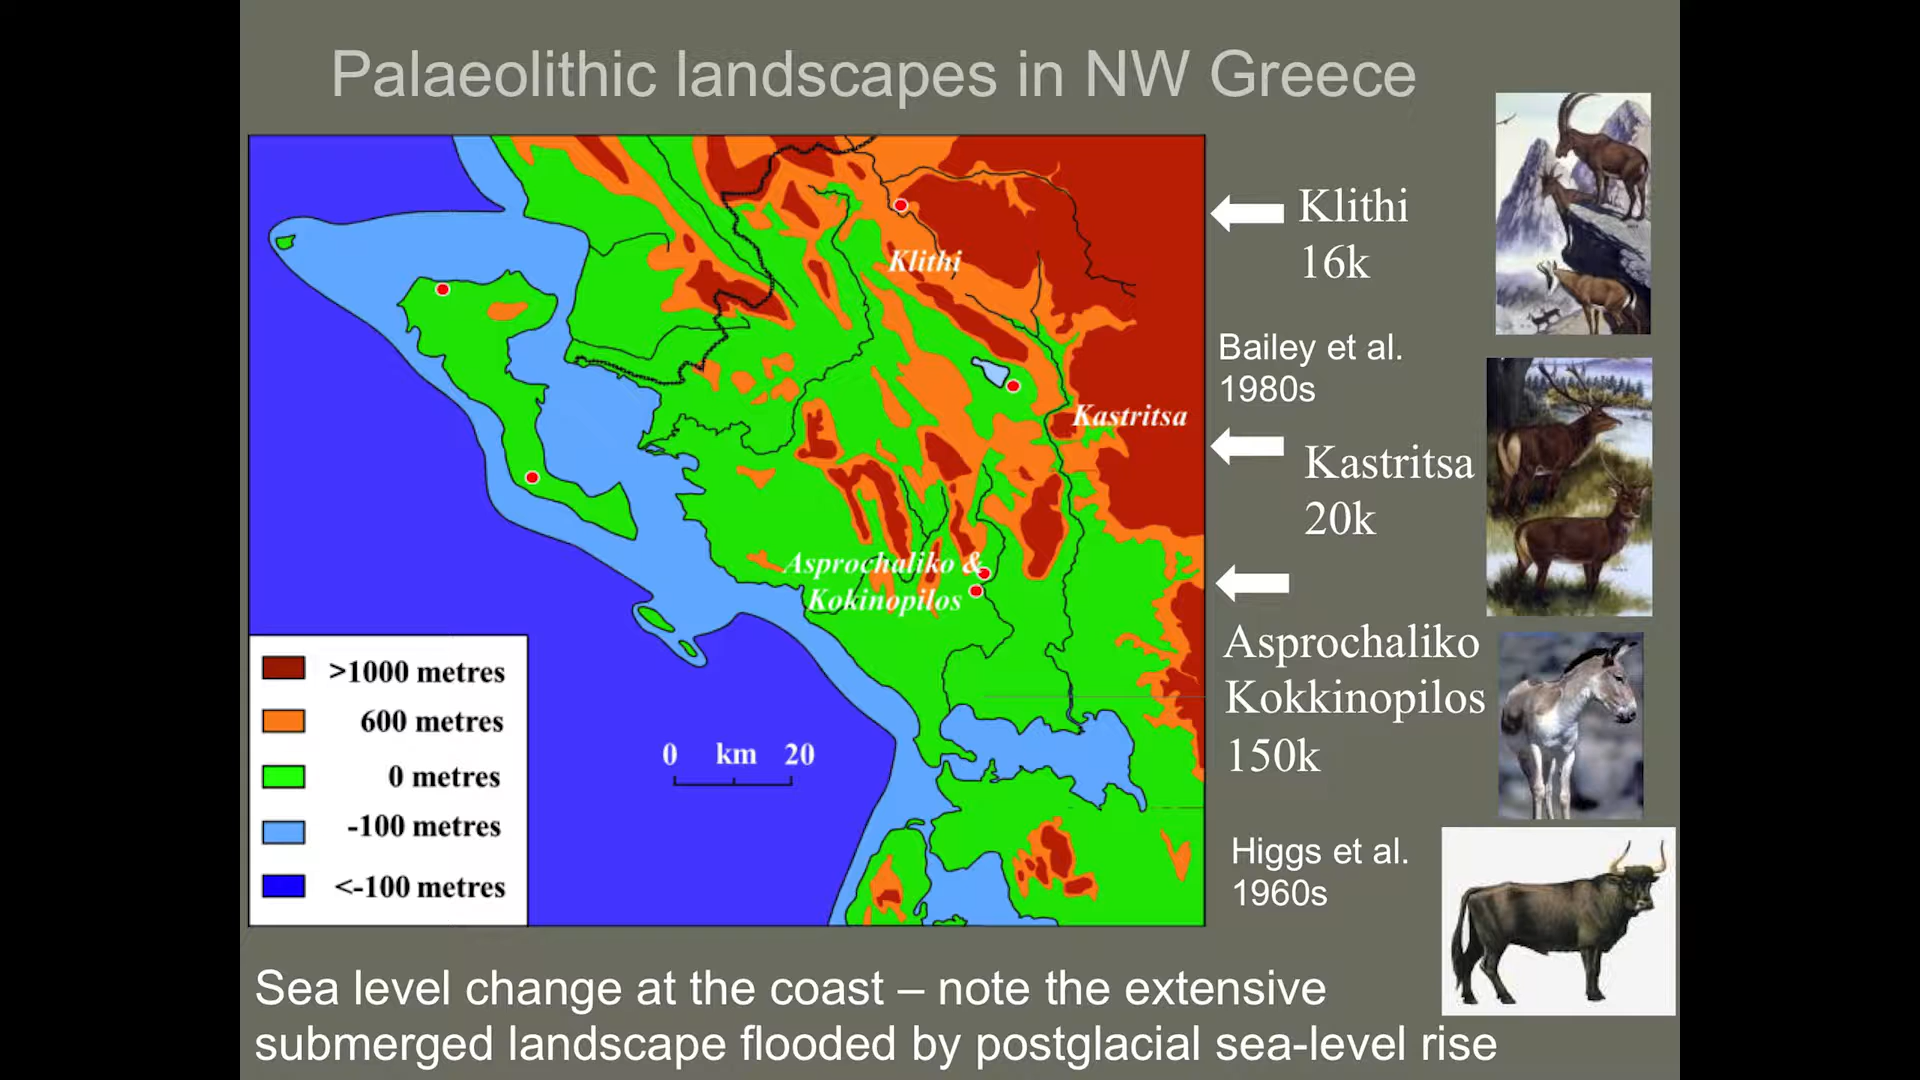 Palaeolithic landscapes in NW Greece
Klithi
Kastritsa
Asprochaliko &
Kokinopilos
>1000 metres
600 metres
0 metres
-100 metres
<-100 metres
0 km 20
Klithi
16k
Bailey et al.
1980s
Kastritsa
20k
Asprochaliko
Kokkinopilos
150k
Higgs et al.
1960s
Sea level change at the coast – note the extensive
submerged landscape flooded by postglacial sea-level rise